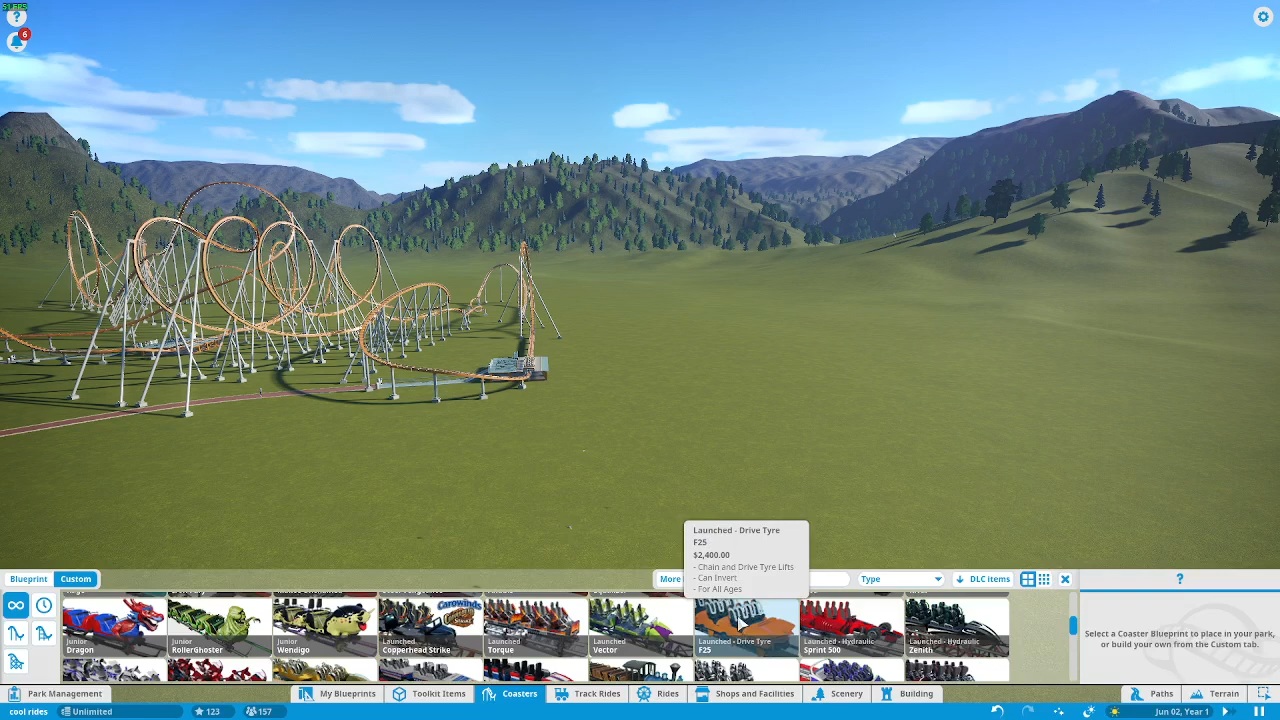 51 FPS
?
6
Launched - Drive Tyre
F25
$2,400.00
- Chain and Drive Tyre Lifts
- Can Invert
- For All Ages
Blueprint
Custom
More
Type
DLC items
?
Junior
Dragon
Junior
RollerGhoster
Junior
Wendigo
Carowinds
Launched
Copperhead Strike
Launched
Torque
Launched
Vector
Launched - Drive Tyre
F25
Launched - Hydraulic
Sprint 500
Launched - Hydraulic
Zenith
Select a Coaster Blueprint to place in your park,
or build your own from the Custom tab.
Park Management
My Blueprints
Toolkit Items
Coasters
Track Rides
Rides
Shops and Facilities
Scenery
Building
Paths
Terrain
cool rides
Unlimited
123
157
Jun 02, Year 1